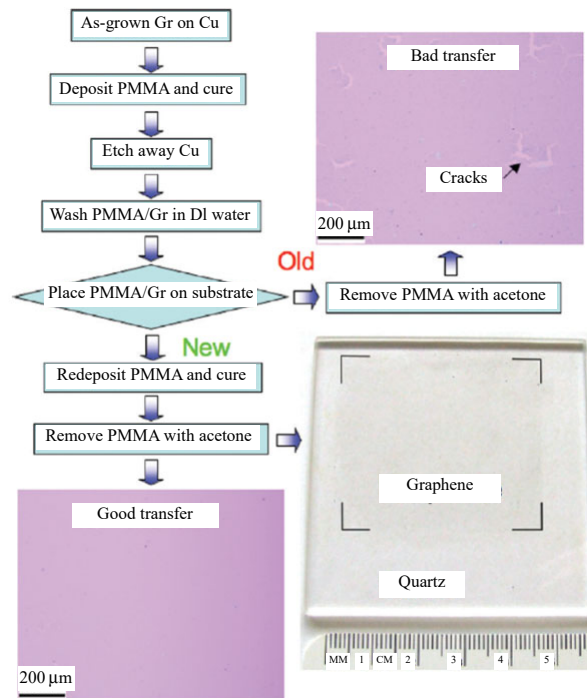 As-grown Gr on Cu
Deposit PMMA and cure
Etch away Cu
Wash PMMA/Gr in Dl water
Place PMMA/Gr on substrate
Old
Remove PMMA with acetone
Bad transfer
Cracks
200 μm
New
Redeposit PMMA and cure
Remove PMMA with acetone
Good transfer
200 μm
Graphene
Quartz
MM 1 CM 2 3 4 5